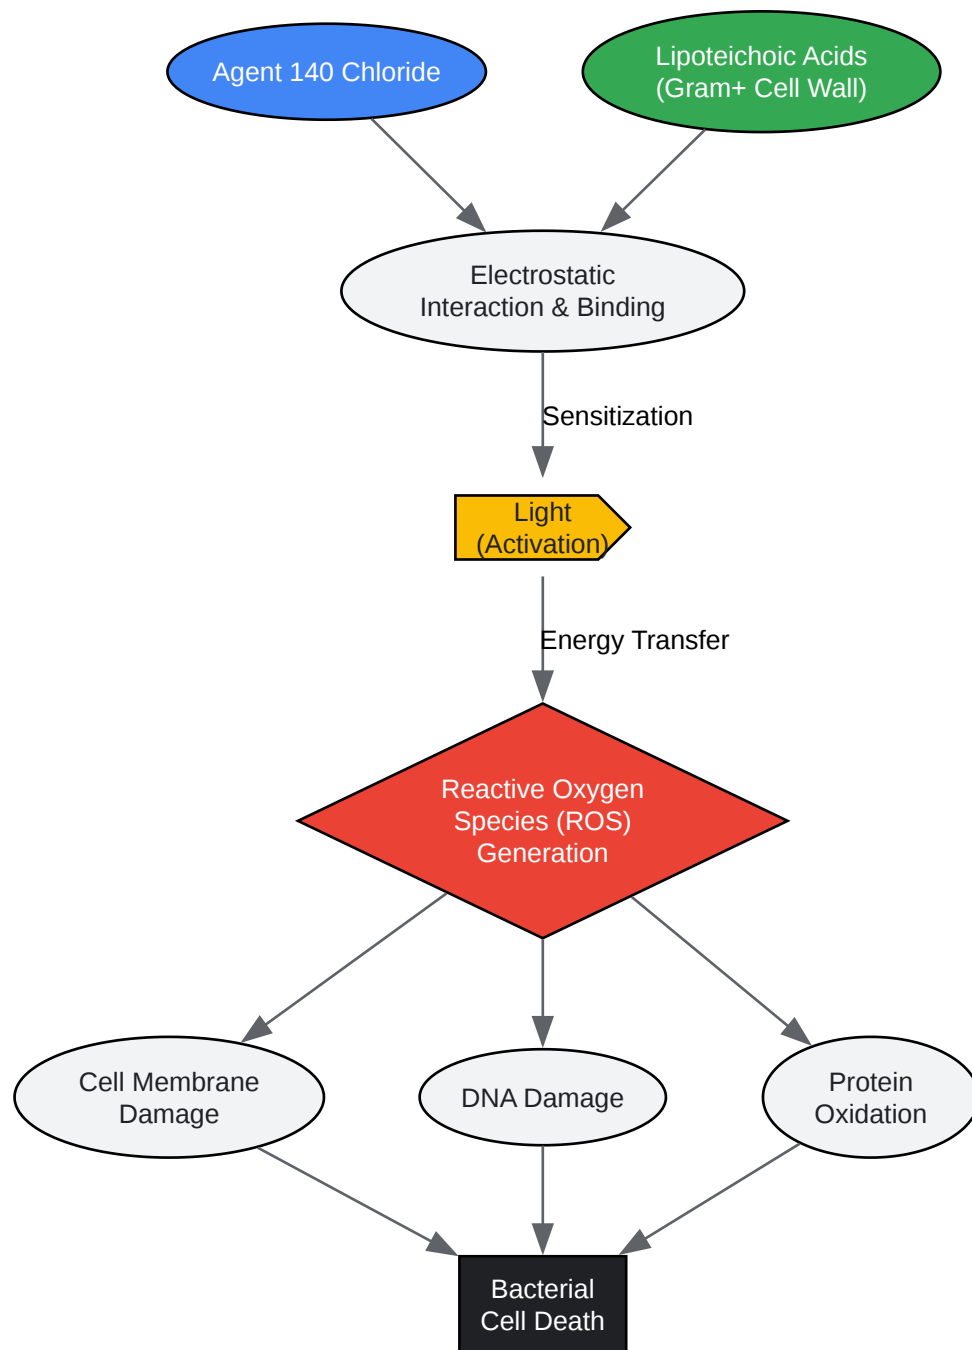 Agent 140 Chloride
Lipoteichoic Acids
(Gram+ Cell Wall)
Electrostatic
Interaction & Binding
Sensitization
Light
(Activation)
Energy Transfer
Reactive Oxygen
Species (ROS)
Generation
Cell Membrane
Damage
DNA Damage
Protein
Oxidation
Bacterial
Cell Death